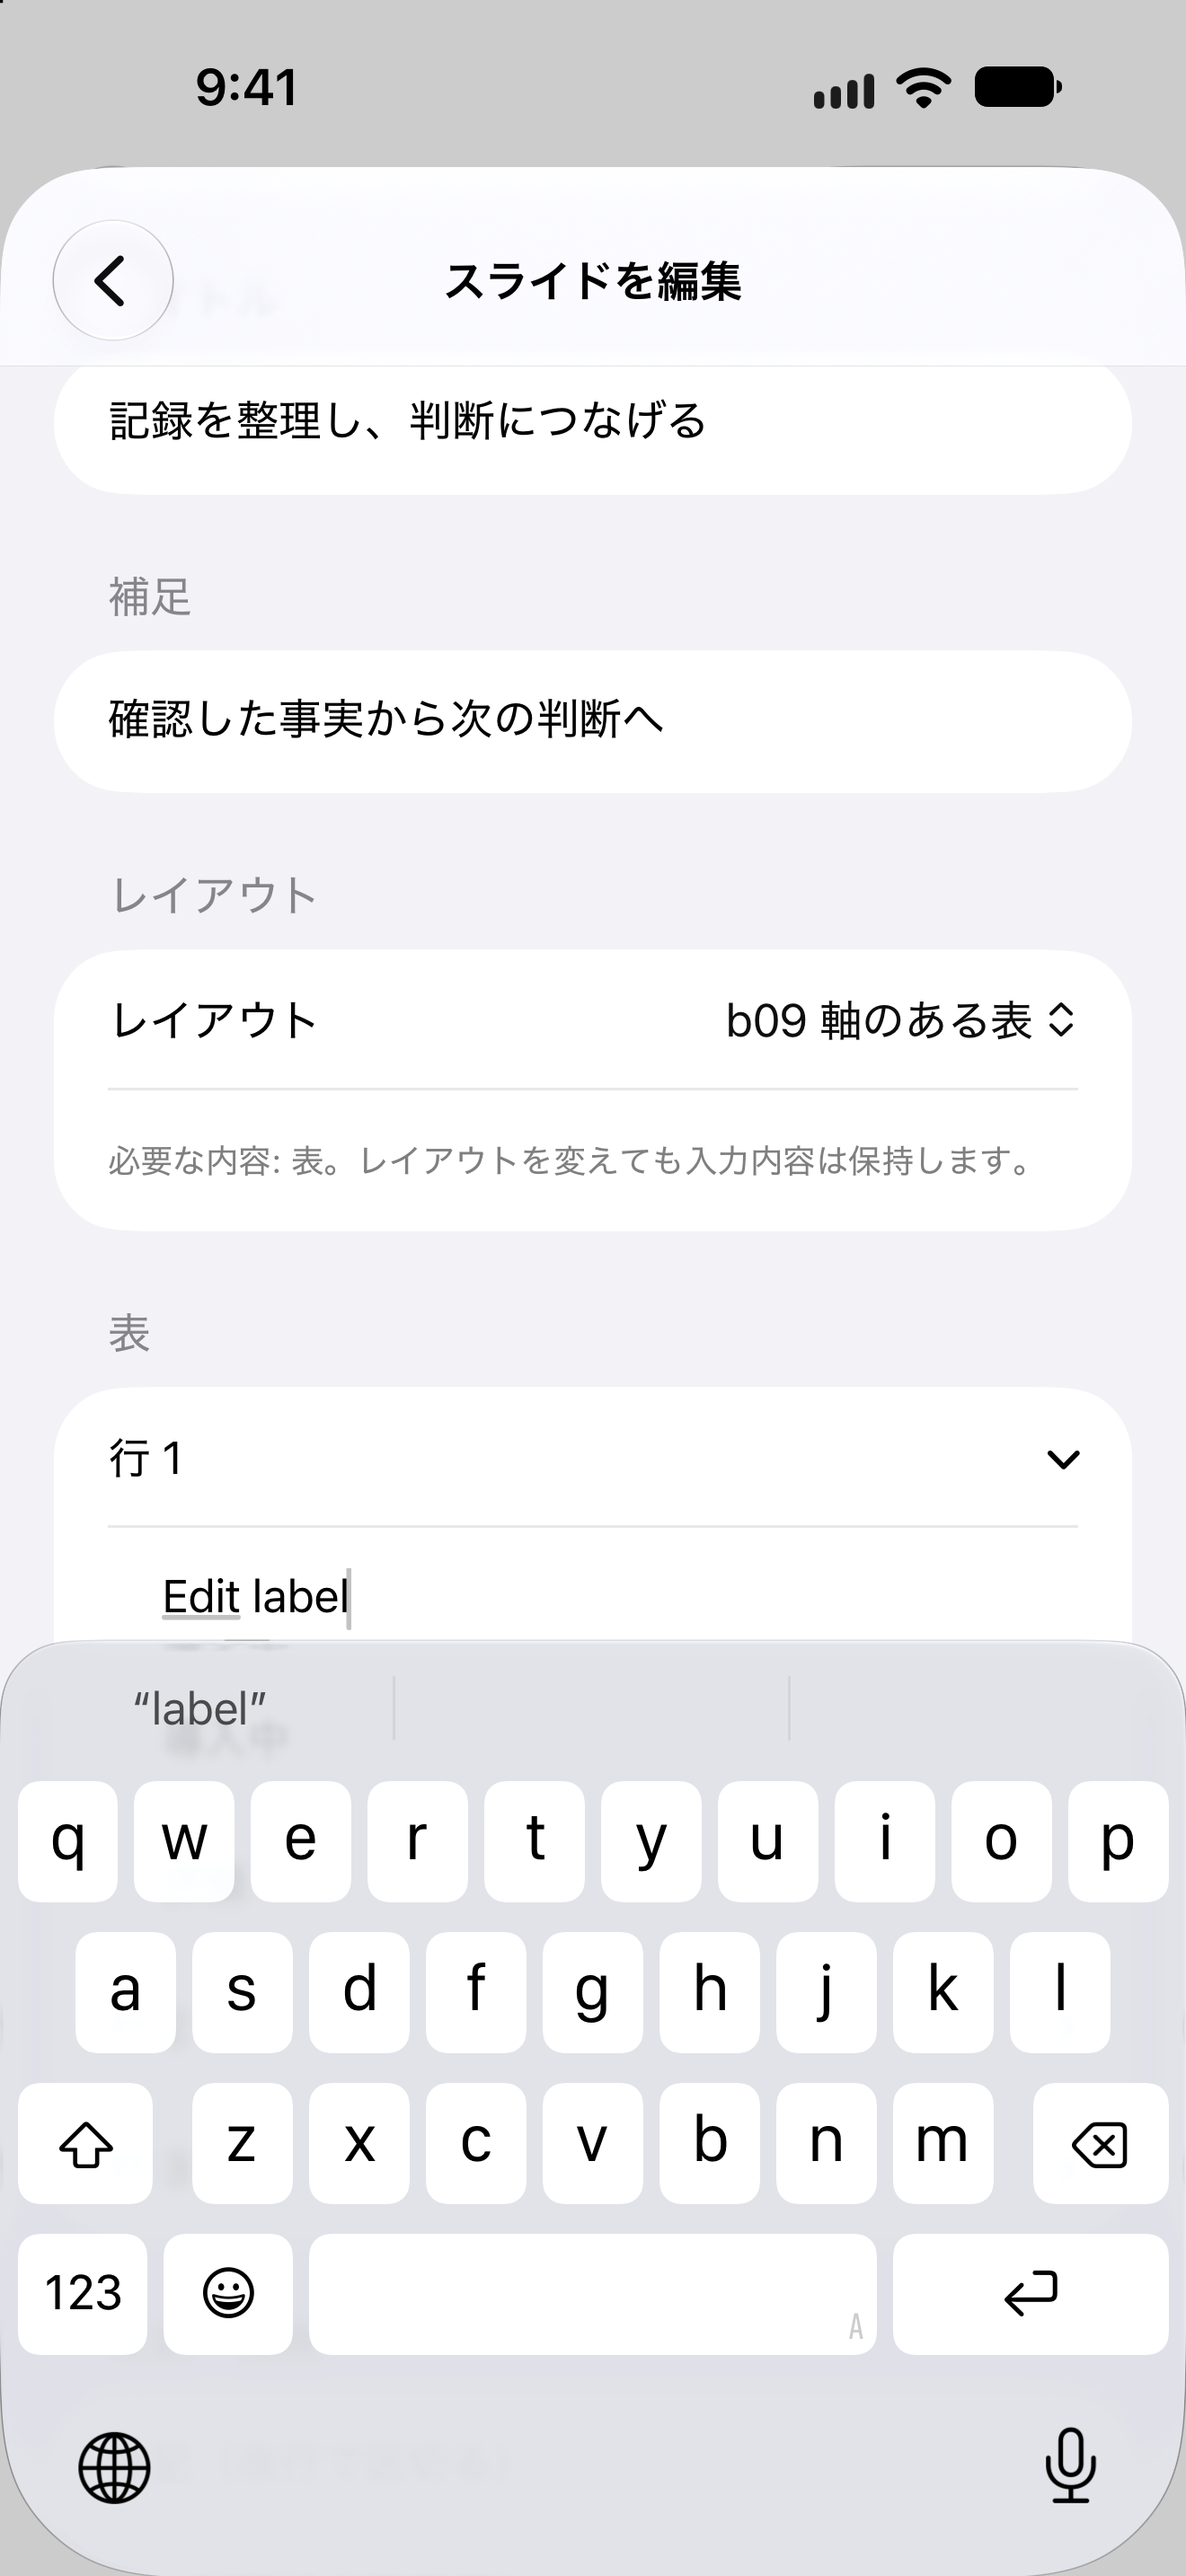 9:41
スライドを編集
記録を整理し、判断につなげる
補足
確認した事実から次の判断へ
レイアウト
レイアウト b09 軸のある表
必要な内容: 表。レイアウトを変えても入力内容は保持します。
表
行 1
Edit label
“label”
導入中
q w e r t y u i o p
a s d f g h j k l
z x c v b n m
123
A